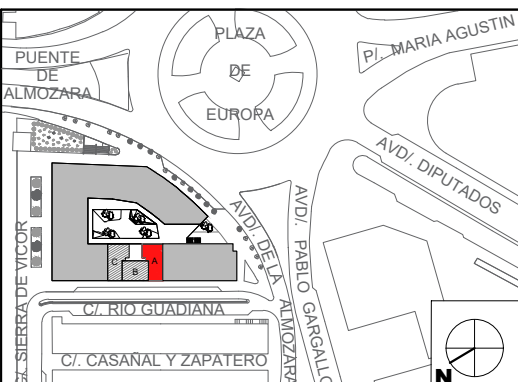 PLAZA
DE
EUROPA
P/. MARIA AGUSTIN
PUENTE
DE
ALMOZARA
AVD/. DIPUTADOS
AVD/. DE LA ALMOZARA
AVD/. PABLO GARGALLO
C/. SIERRA DE VICOR
C
B
A
C/. RIO GUADIANA
C/. CASAÑAL Y ZAPATERO
N